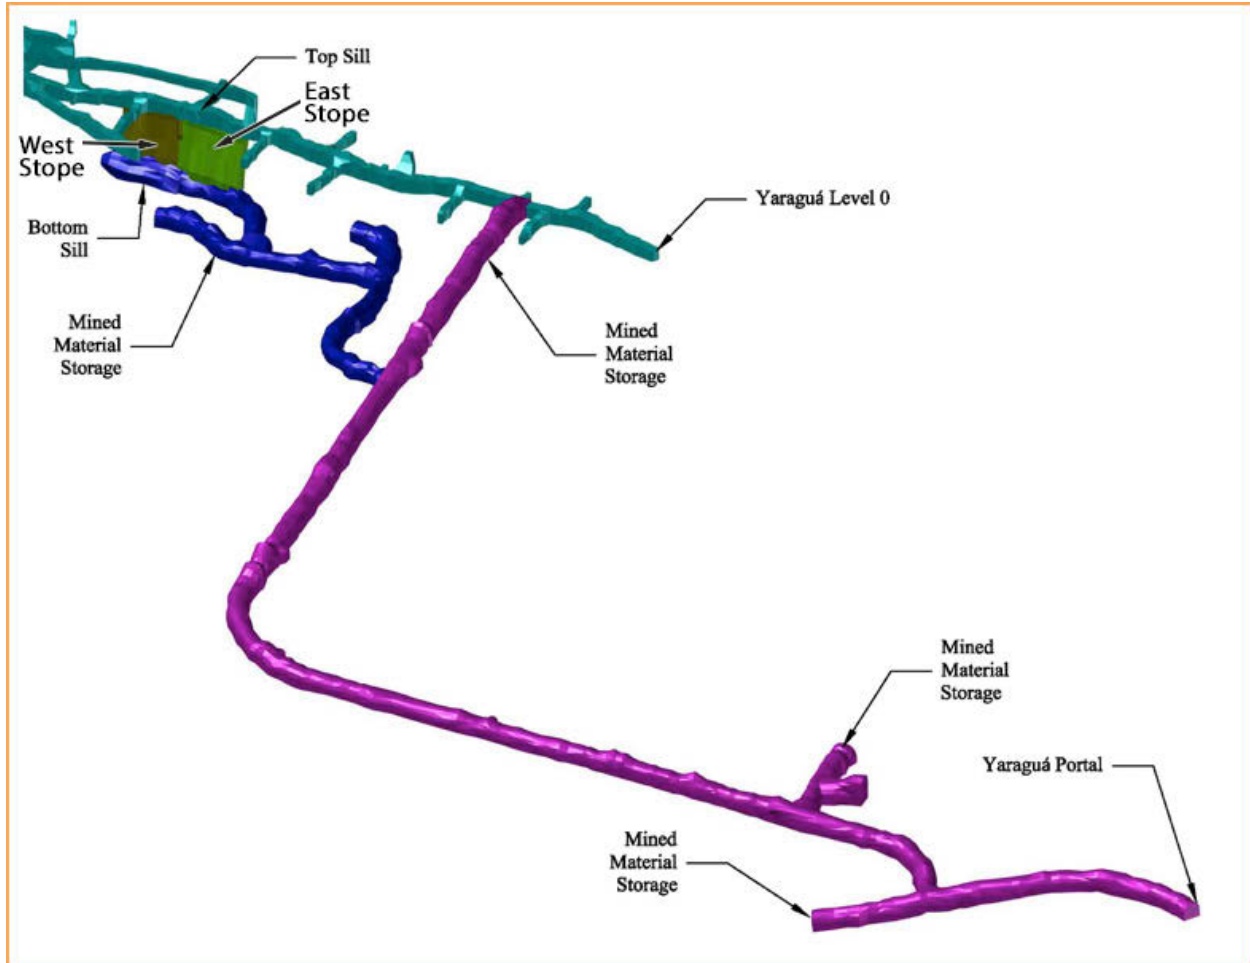 Top Sill
East
Stope
West
Stope
Yaraguá Level 0
Bottom
Sill
Mined
Material
Storage
Mined
Material
Storage
Mined
Material
Storage
Yaraguá Portal
Mined
Material
Storage